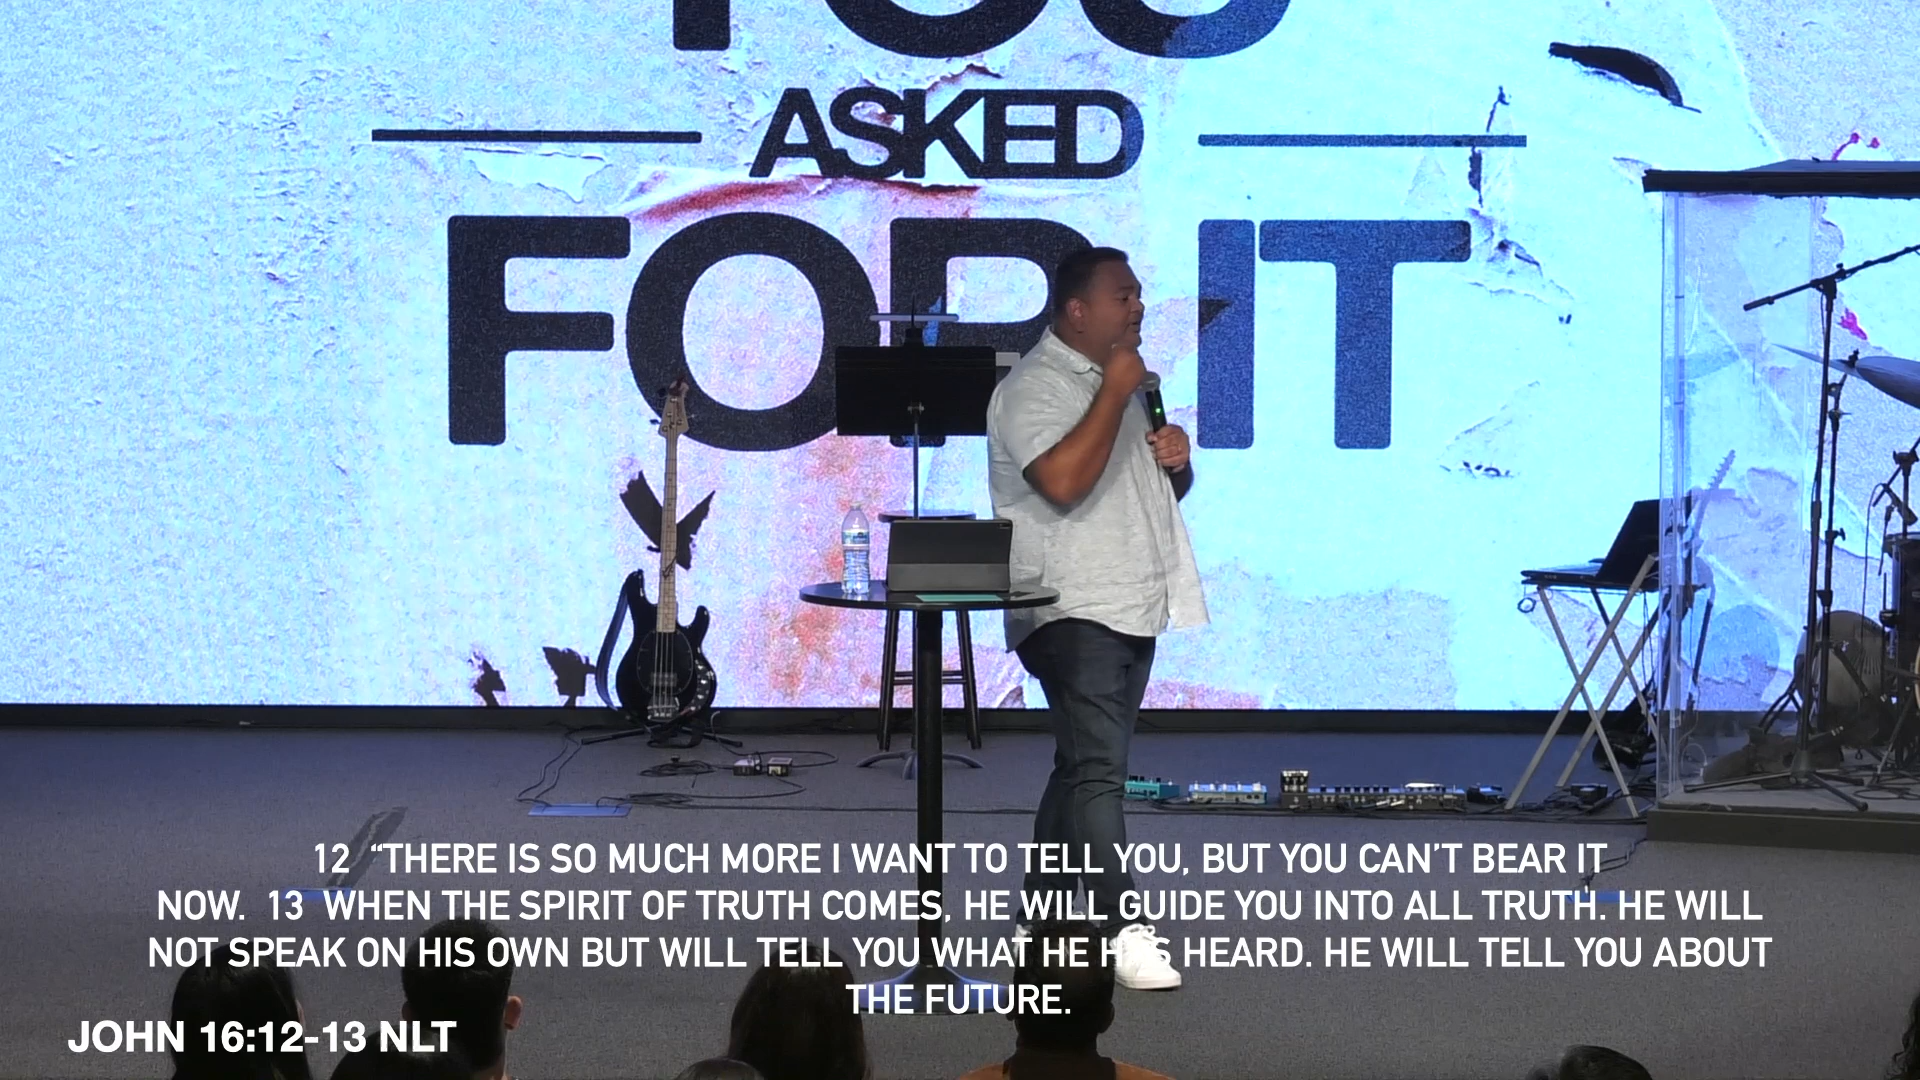 YOU
ASKED
FOR IT
12 “THERE IS SO MUCH MORE I WANT TO TELL YOU, BUT YOU CAN’T BEAR IT
NOW. 13 WHEN THE SPIRIT OF TRUTH COMES, HE WILL GUIDE YOU INTO ALL TRUTH. HE WILL
NOT SPEAK ON HIS OWN BUT WILL TELL YOU WHAT HE HAS HEARD. HE WILL TELL YOU ABOUT
THE FUTURE.
JOHN 16:12-13 NLT